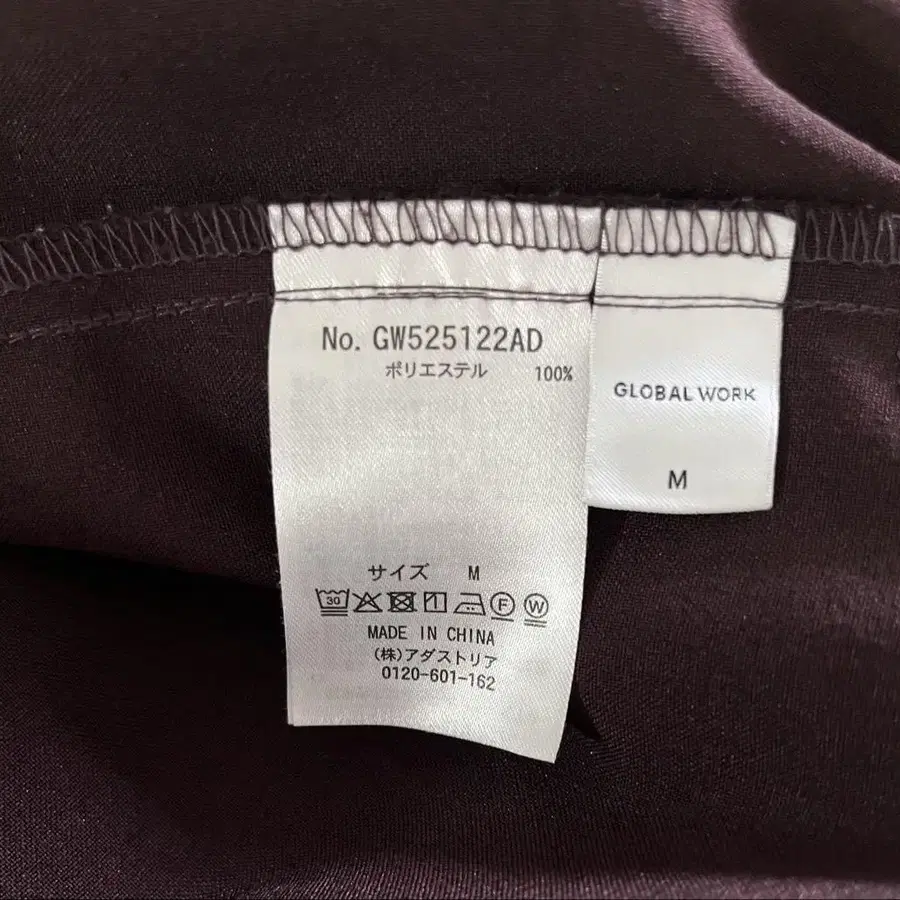 No. GW525122AD
ポリエステル 100%
サイズ M
30
F W
MADE IN CHINA
(株)アダストリア
0120-601-162
GLOBAL WORK
M